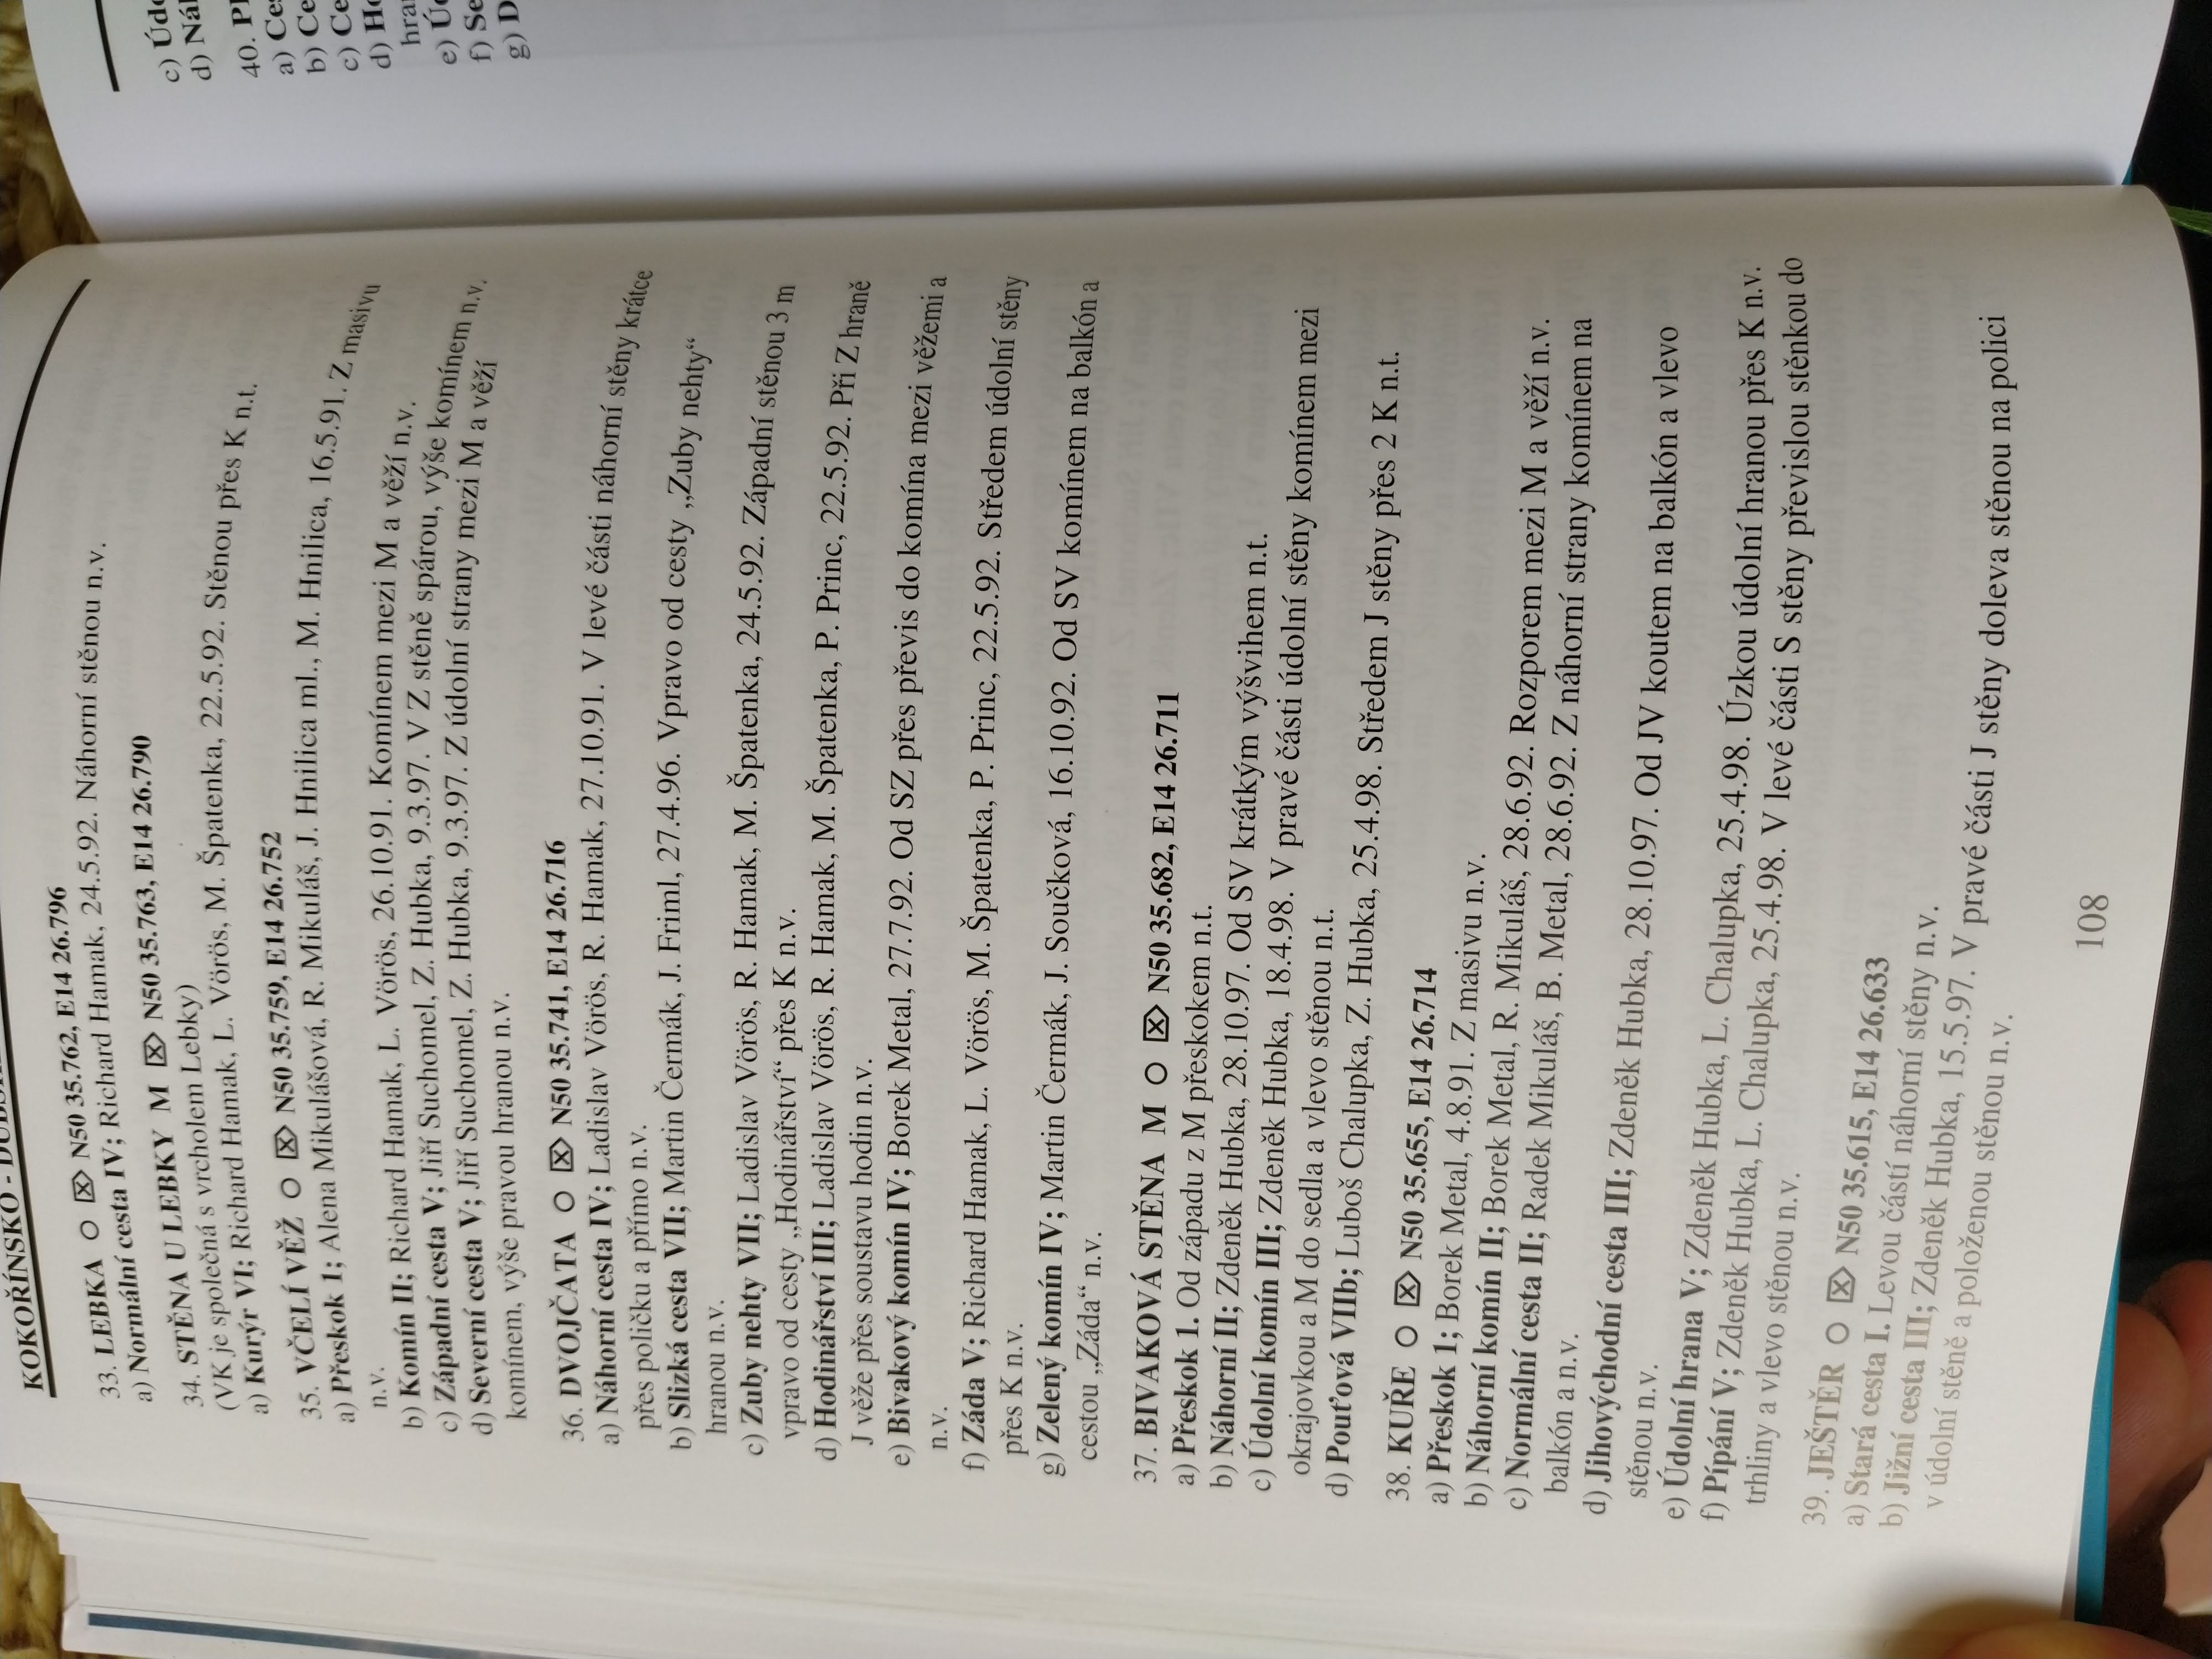 KOKOŘÍNSKO -
33. LEBKA ○ ⌧ N50 35.762, E14 26.796
a) Normální cesta IV; Richard Hamak, 24.5.92. Náhorní stěnou n.v.
34. STĚNA U LEBKY M ⌧ N50 35.763, E14 26.790
(VK je společná s vrcholem Lebky)
a) Kurýr VI; Richard Hamak, L. Vörös, M. Špatenka, 22.5.92. Stěnou přes K n.t.
35. VČELÍ VĚŽ ○ ⌧ N50 35.759, E14 26.752
a) Přeskok 1; Alena Mikulášová, R. Mikuláš, J. Hnilica ml., M. Hnilica, 16.5.91. Z masivu
n.v.
b) Komín II; Richard Hamak, L. Vörös, 26.10.91. Komínem mezi M a věží n.v.
c) Západní cesta V; Jiří Suchomel, Z. Hubka, 9.3.97. V Z stěně spárou, výše komínem n.v.
d) Severní cesta V; Jiří Suchomel, Z. Hubka, 9.3.97. Z údolní strany mezi M a věží
komínem, výše pravou hranou n.v.
36. DVOJČATA ○ ⌧ N50 35.741, E14 26.716
a) Náhorní cesta IV; Ladislav Vörös, R. Hamak, 27.10.91. V levé části náhorní stěny krátce
přes poličku a přímo n.v.
b) Slizká cesta VII; Martin Čermák, J. Friml, 27.4.96. Vpravo od cesty „Zuby nehty“
hranou n.v.
c) Zuby nehty VII; Ladislav Vörös, R. Hamak, M. Špatenka, 24.5.92. Západní stěnou 3 m
vpravo od cesty „Hodinářství“ přes K n.v.
d) Hodinářství III; Ladislav Vörös, R. Hamak, M. Špatenka, P. Princ, 22.5.92. Při Z hraně
J věže přes soustavu hodin n.v.
e) Bivakový komín IV; Borek Metal, 27.7.92. Od SZ přes převis do komína mezi věžemi a
n.v.
f) Záda V; Richard Hamak, L. Vörös, M. Špatenka, P. Princ, 22.5.92. Středem údolní stěny
přes K n.v.
g) Zelený komín IV; Martin Čermák, J. Součková, 16.10.92. Od SV komínem na balkón a
cestou „Záda“ n.v.
37. BIVAKOVÁ STĚNA M ○ ⌧ N50 35.682, E14 26.711
a) Přeskok 1. Od západu z M přeskokem n.t.
b) Náhorní II; Zdeněk Hubka, 28.10.97. Od SV krátkým výšvihem n.t.
c) Údolní komín III; Zdeněk Hubka, 18.4.98. V pravé části údolní stěny komínem mezi
okrajovkou a M do sedla a vlevo stěnou n.t.
d) Pouťová VIIb; Luboš Chalupka, Z. Hubka, 25.4.98. Středem J stěny přes 2 K n.t.
38. KUŘE ○ ⌧ N50 35.655, E14 26.714
a) Přeskok 1; Borek Metal, 4.8.91. Z masivu n.v.
b) Náhorní komín II; Borek Metal, R. Mikuláš, 28.6.92. Rozporem mezi M a věží n.v.
c) Normální cesta II; Radek Mikuláš, B. Metal, 28.6.92. Z náhorní strany komínem na
balkón a n.v.
d) Jihovýchodní cesta III; Zdeněk Hubka, 28.10.97. Od JV koutem na balkón a vlevo
stěnou n.v.
e) Údolní hrana V; Zdeněk Hubka, L. Chalupka, 25.4.98. Úzkou údolní hranou přes K n.v.
f) Pípání V; Zdeněk Hubka, L. Chalupka, 25.4.98. V levé části S stěny převislou stěnkou do
trhliny a vlevo stěnou n.v.
39. JEŠTĚR ○ ⌧ N50 35.615, E14 26.633
a) Stará cesta I. Levou částí náhorní stěny n.v.
b) Jižní cesta III; Zdeněk Hubka, 15.5.97. V pravé části J stěny doleva stěnou na polici
v údolní stěně a položenou stěnou n.v.
108
c)
d)
40.
a)
b)
c)
d)
e)
f)
g)